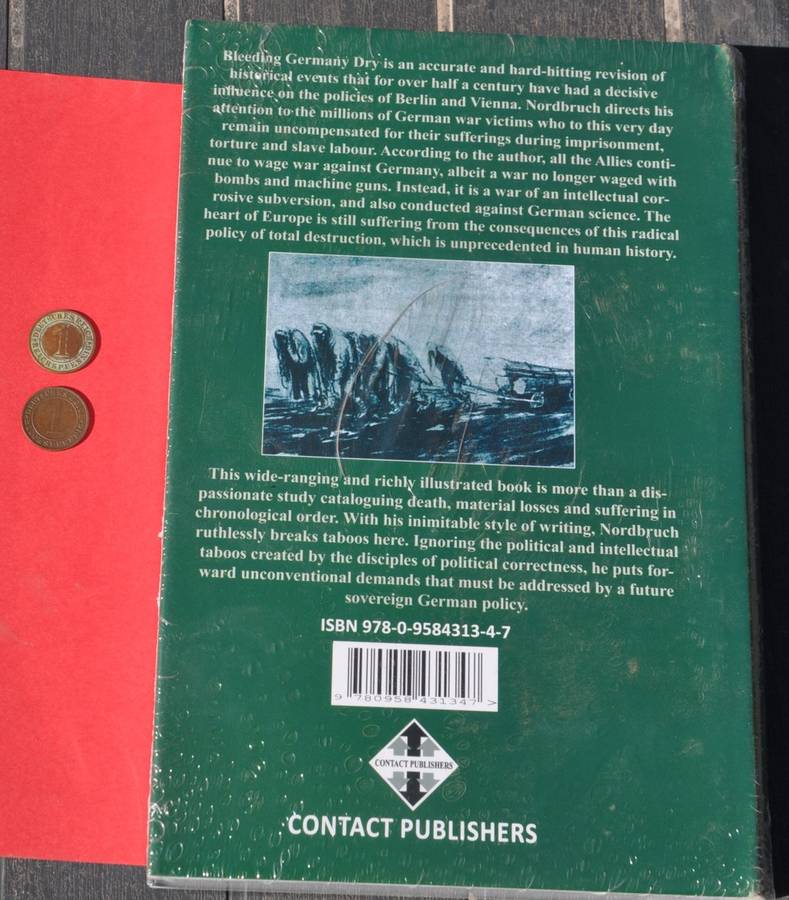 Bleeding Germany Dry is an accurate and hard-hitting revision of
historical events that for over half a century have had a decisive
influence on the policies of Berlin and Vienna. Nordbruch directs his
attention to the millions of German war victims who to this very day
remain uncompensated for their sufferings during imprisonment,
torture and slave labour. According to the author, all the Allies conti-
nue to wage war against Germany, albeit a war no longer waged with
bombs and machine guns. Instead, it is a war of an intellectual cor-
rosive subversion, and also conducted against German science. The
heart of Europe is still suffering from the consequences of this radical
policy of total destruction, which is unprecedented in human history.
DEUTSCHES REICH
1
REICHSPFENNIG
1
This wide-ranging and richly illustrated book is more than a dis-
passionate study cataloguing death, material losses and suffering in
chronological order. With his inimitable style of writing, Nordbruch
ruthlessly breaks taboos here. Ignoring the political and intellectual
taboos created by the disciples of political correctness, he puts for-
ward unconventional demands that must be addressed by a future
sovereign German policy.
ISBN 978-0-9584313-4-7
9 780958 431347 >
CONTACT PUBLISHERS
CONTACT PUBLISHERS